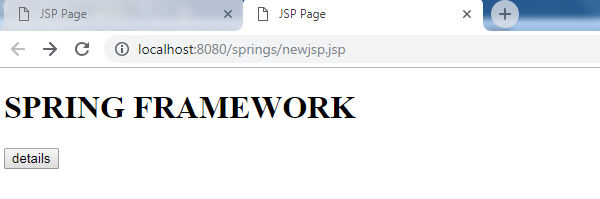 JSP Page
JSP Page
localhost:8080/springs/newjsp.jsp
SPRING FRAMEWORK
details